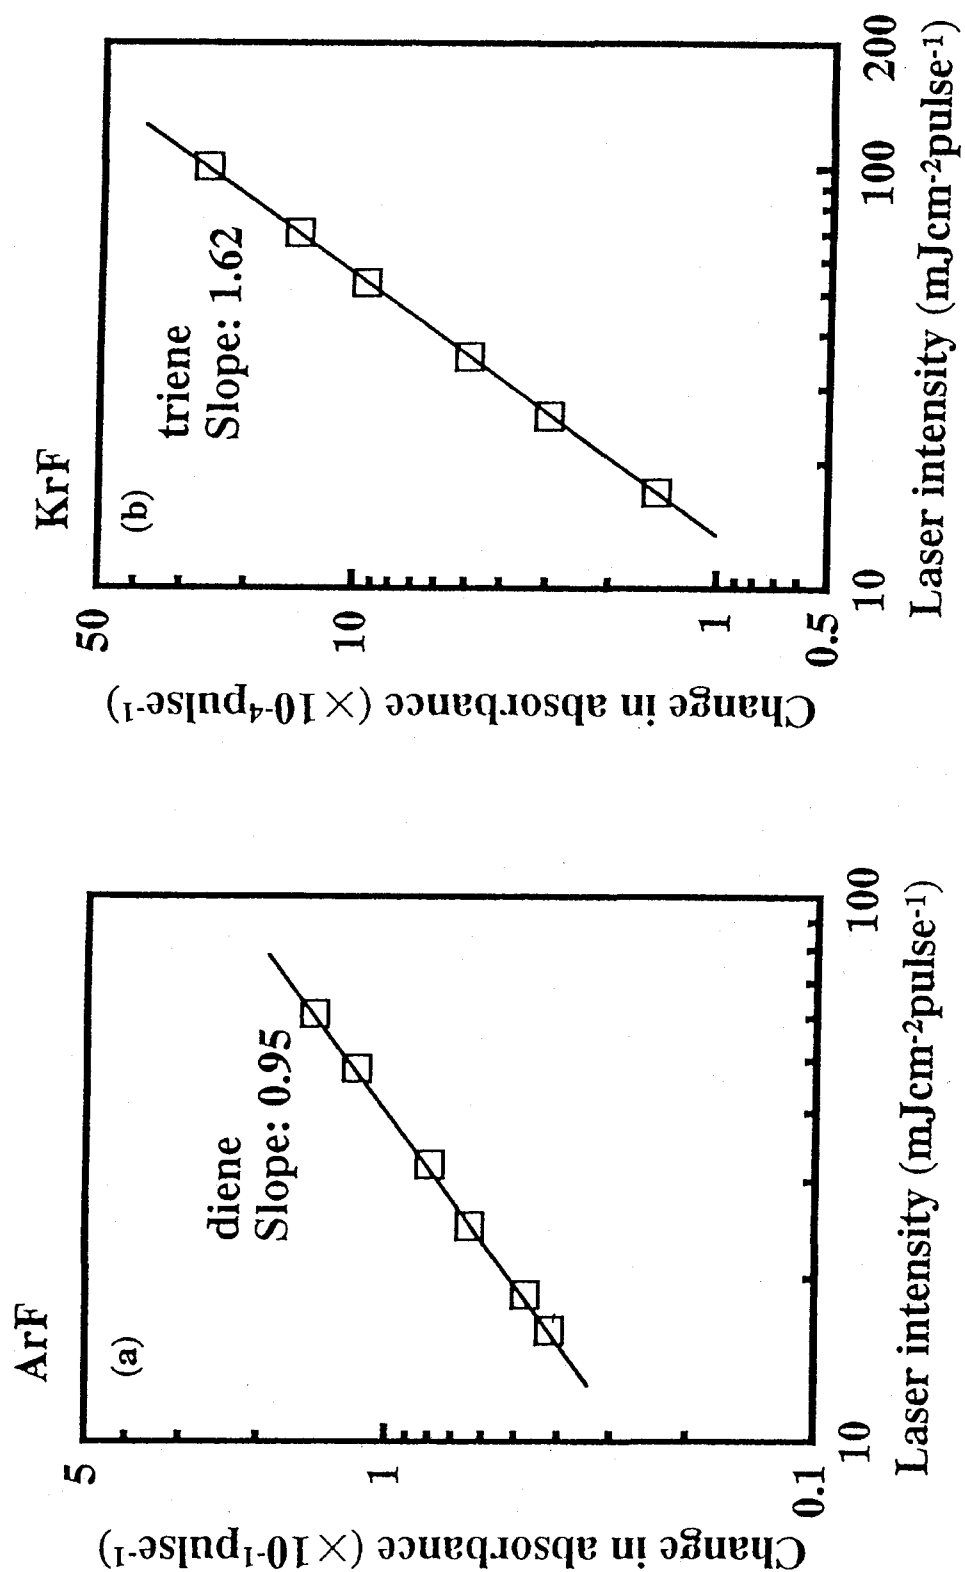 ArF
(a)
diene
Slope: 0.95
5
1
0.1
10
100
Change in absorbance (×10-1pulse-1)
Laser intensity (mJcm-2pulse-1)
KrF
(b)
triene
Slope: 1.62
50
10
1
0.5
10
100
200
Change in absorbance (×10-4pulse-1)
Laser intensity (mJcm-2pulse-1)